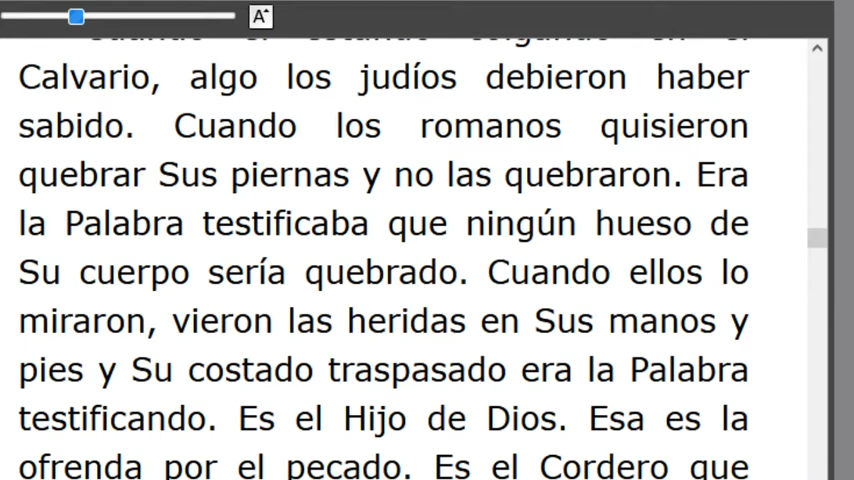 A
Calvario, algo los judíos debieron haber
sabido. Cuando los romanos quisieron
quebrar Sus piernas y no las quebraron. Era
la Palabra testificaba que ningún hueso de
Su cuerpo sería quebrado. Cuando ellos lo
miraron, vieron las heridas en Sus manos y
pies y Su costado traspasado era la Palabra
testificando. Es el Hijo de Dios. Esa es la
ofrenda por el pecado. Es el Cordero que